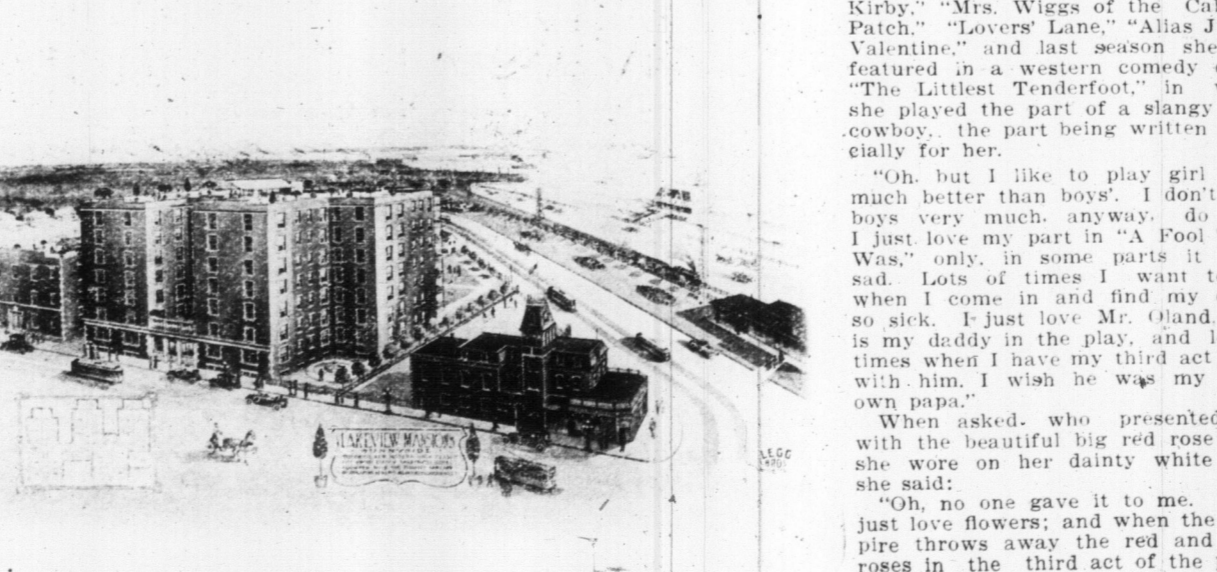 LAKEVIEW MANSIONS
SUNNYSIDE
LEGG
BROS
Kirby," "Mrs. Wiggs of the
Patch," "Lovers' Lane," "Alias J
Valentine," and last season she
featured in a western comedy
"The Littlest Tenderfoot," in
she played the part of a slangy
cowboy, the part being written
cially for her.
"Oh, but I like to play girl
much better than boys'. I don't
boys very much, anyway, do
I just love my part in "A Fool
Was," only, in some parts it
sad. Lots of times I want t
when I come in and find my
so sick. I just love Mr. Oland.
is my daddy in the play, and I
times when I have my third act
with him, I wish he was my
own papa."
When asked who presented
with the beautiful big red rose
she wore on her dainty white
she said:
"Oh, no one gave it to me.
just love flowers; and when the
pire throws away the red and
roses in the third act of the